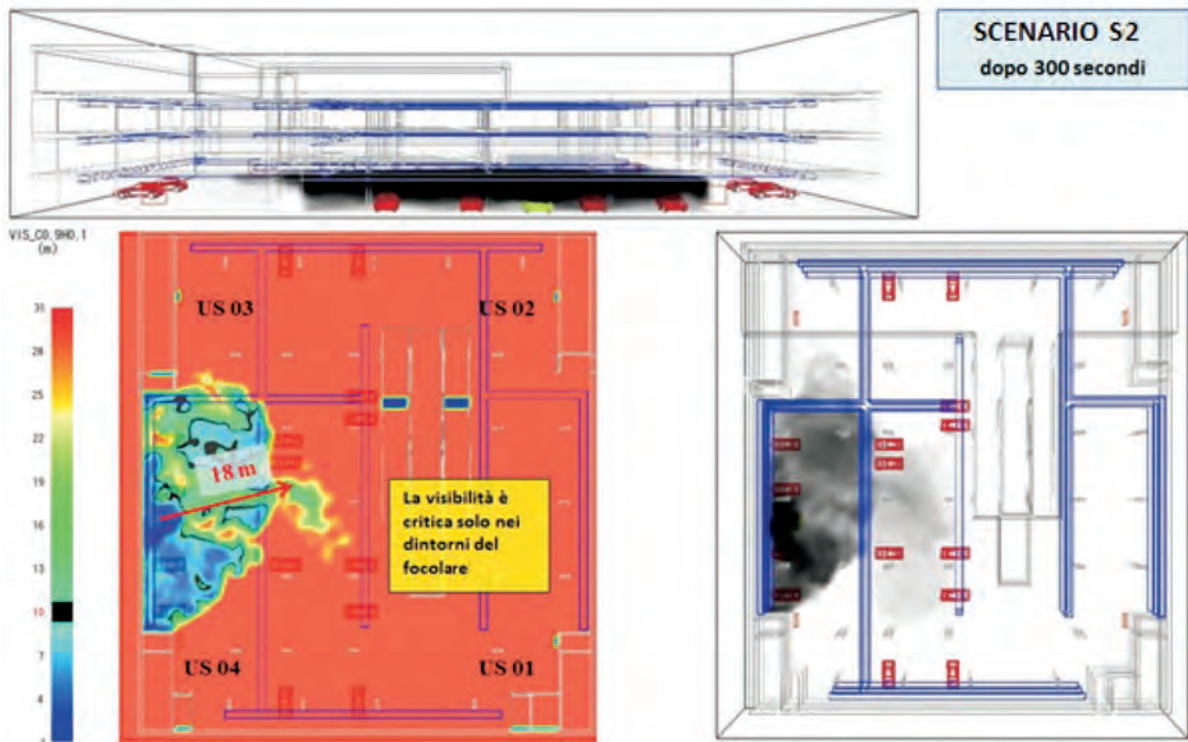 SCENARIO S2
dopo 300 secondi
VIS_C0.9H0.1
(m)
31
28
25
22
19
16
13
10
7
4
US 03
US 02
18 m
La visibilità è
critica solo nei
dintorni del
focolare
US 04
US 01